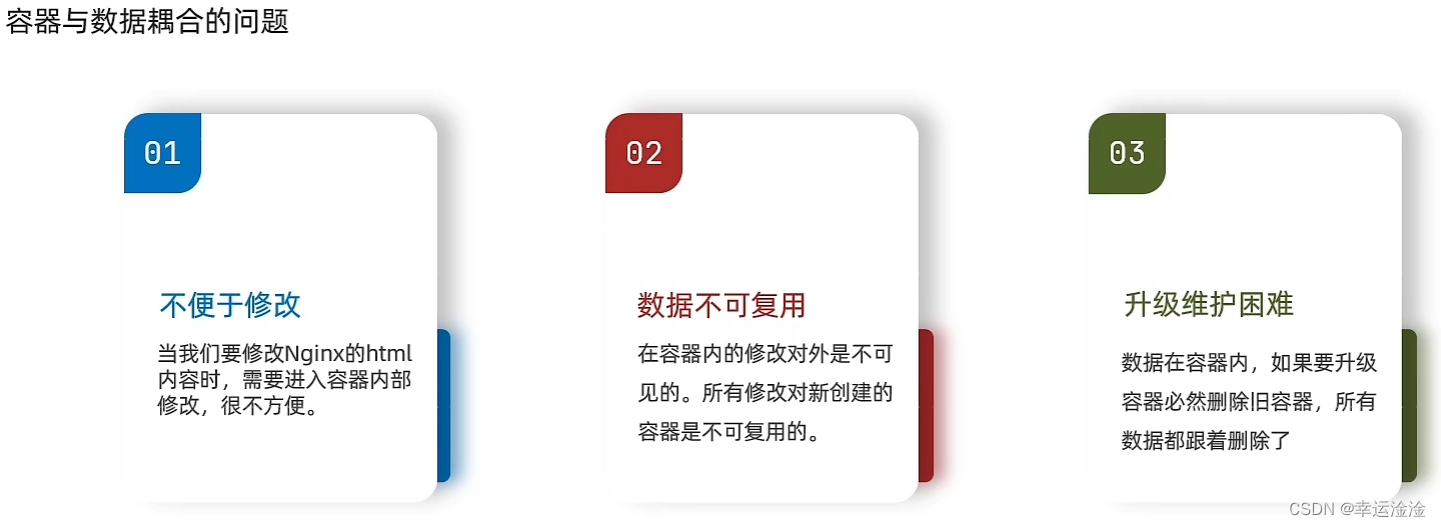 容器与数据耦合的问题
01
不便于修改
当我们要修改Nginx的html
内容时，需要进入容器内部
修改，很不方便。
02
数据不可复用
在容器内的修改对外是不可
见的。所有修改对新创建的
容器是不可复用的。
03
升级维护困难
数据在容器内，如果要升级
容器必然删除旧容器，所有
数据都跟着删除了
CSDN @幸运淦淦